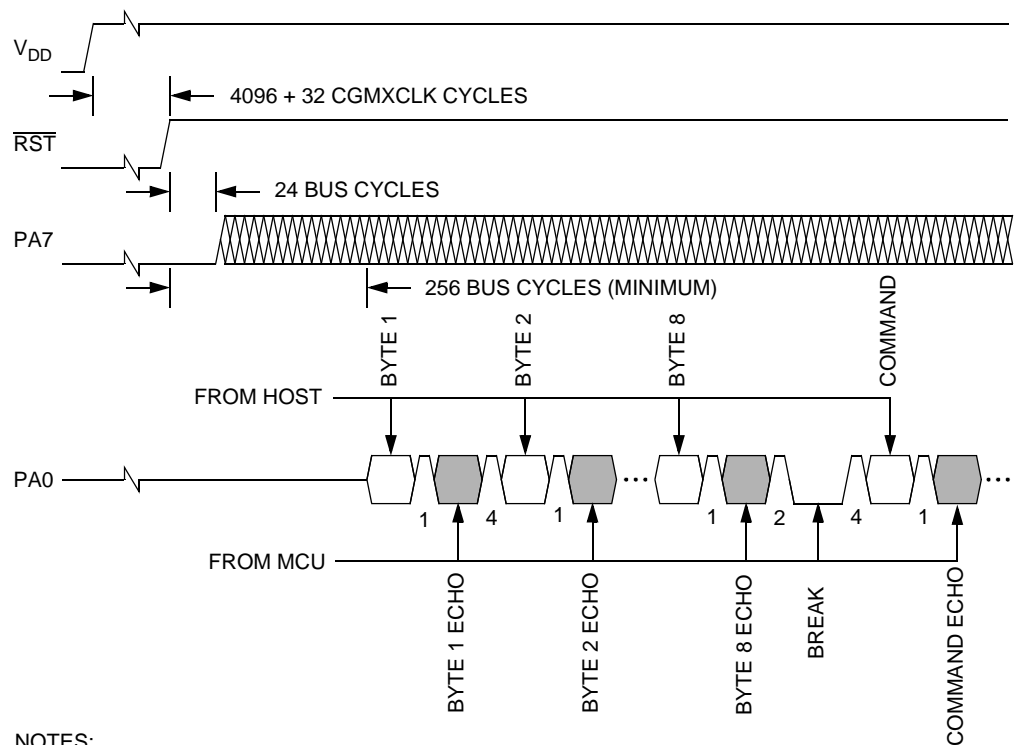 VDD
4096 + 32 CGMXCLK CYCLES
RST
24 BUS CYCLES
PA7
256 BUS CYCLES (MINIMUM)
BYTE 1
BYTE 2
BYTE 8
COMMAND
FROM HOST
PA0
1
4
1
1
2
4
1
FROM MCU
BYTE 1 ECHO
BYTE 2 ECHO
BYTE 8 ECHO
BREAK
COMMAND ECHO
NOTES: